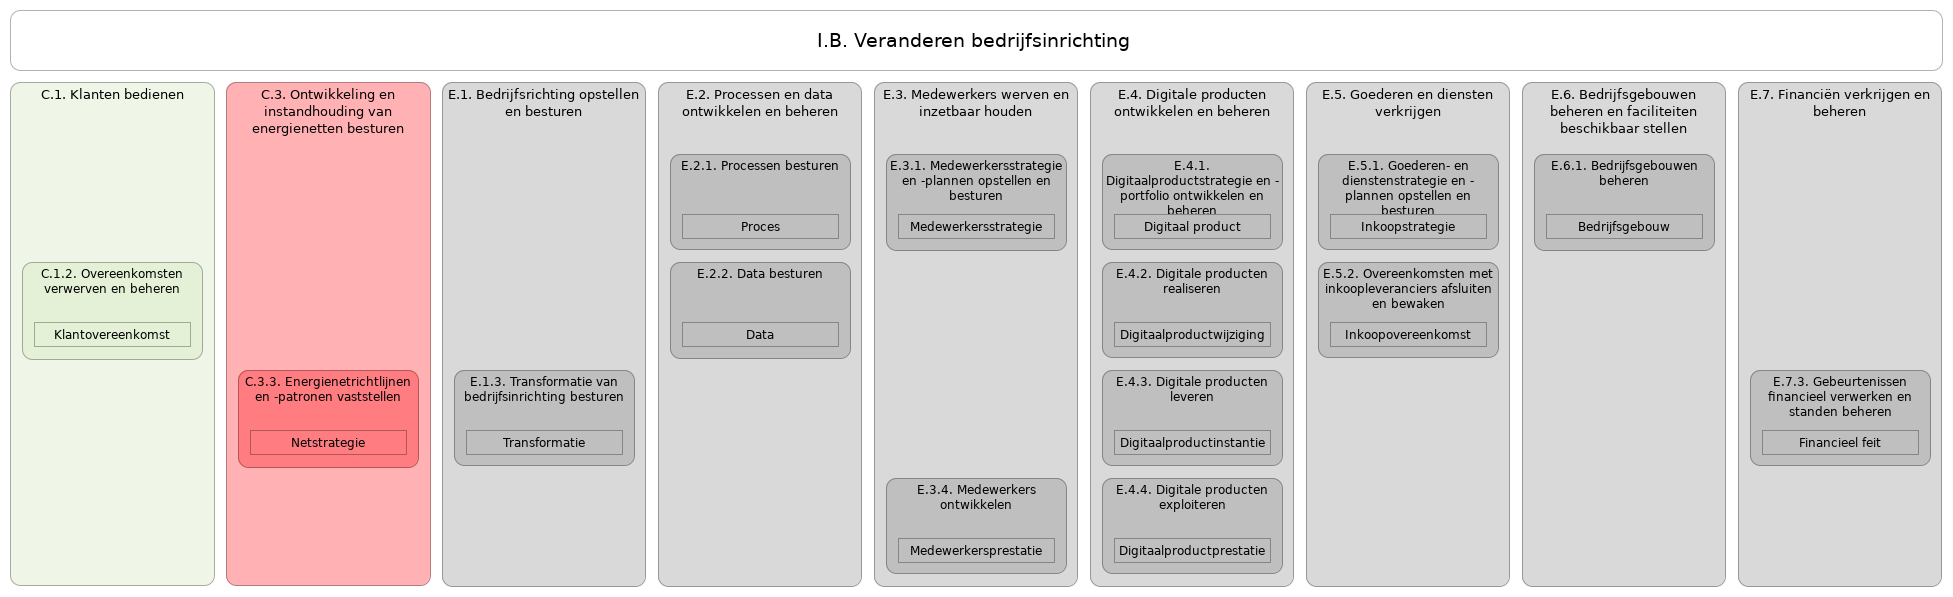 I.B. Veranderen bedrijfsinrichting
C.1. Klanten bedienen
C.1.2. Overeenkomsten
verwerven en beheren
Klantovereenkomst
C.3. Ontwikkeling en
instandhouding van
energienetten besturen
C.3.3. Energienetrichtlijnen
en -patronen vaststellen
Netstrategie
E.1. Bedrijfsrichting opstellen
en besturen
E.1.3. Transformatie van
bedrijfsinrichting besturen
Transformatie
E.2. Processen en data
ontwikkelen en beheren
E.2.1. Processen besturen
Proces
E.2.2. Data besturen
Data
E.3. Medewerkers werven en
inzetbaar houden
E.3.1. Medewerkersstrategie
en -plannen opstellen en
besturen
Medewerkersstrategie
E.3.4. Medewerkers
ontwikkelen
Medewerkersprestatie
E.4. Digitale producten
ontwikkelen en beheren
E.4.1.
Digitaalproductstrategie en -
portfolio ontwikkelen en
beheren
Digitaal product
E.4.2. Digitale producten
realiseren
Digitaalproductwijziging
E.4.3. Digitale producten
leveren
Digitaalproductinstantie
E.4.4. Digitale producten
exploiteren
Digitaalproductprestatie
E.5. Goederen en diensten
verkrijgen
E.5.1. Goederen- en
dienstenstrategie en -
plannen opstellen en
besturen
Inkoopstrategie
E.5.2. Overeenkomsten met
inkoopleveranciers afsluiten
en bewaken
Inkoopovereenkomst
E.6. Bedrijfsgebouwen
beheren en faciliteiten
beschikbaar stellen
E.6.1. Bedrijfsgebouwen
beheren
Bedrijfsgebouw
E.7. Financiën verkrijgen en
beheren
E.7.3. Gebeurtenissen
financieel verwerken en
standen beheren
Financieel feit